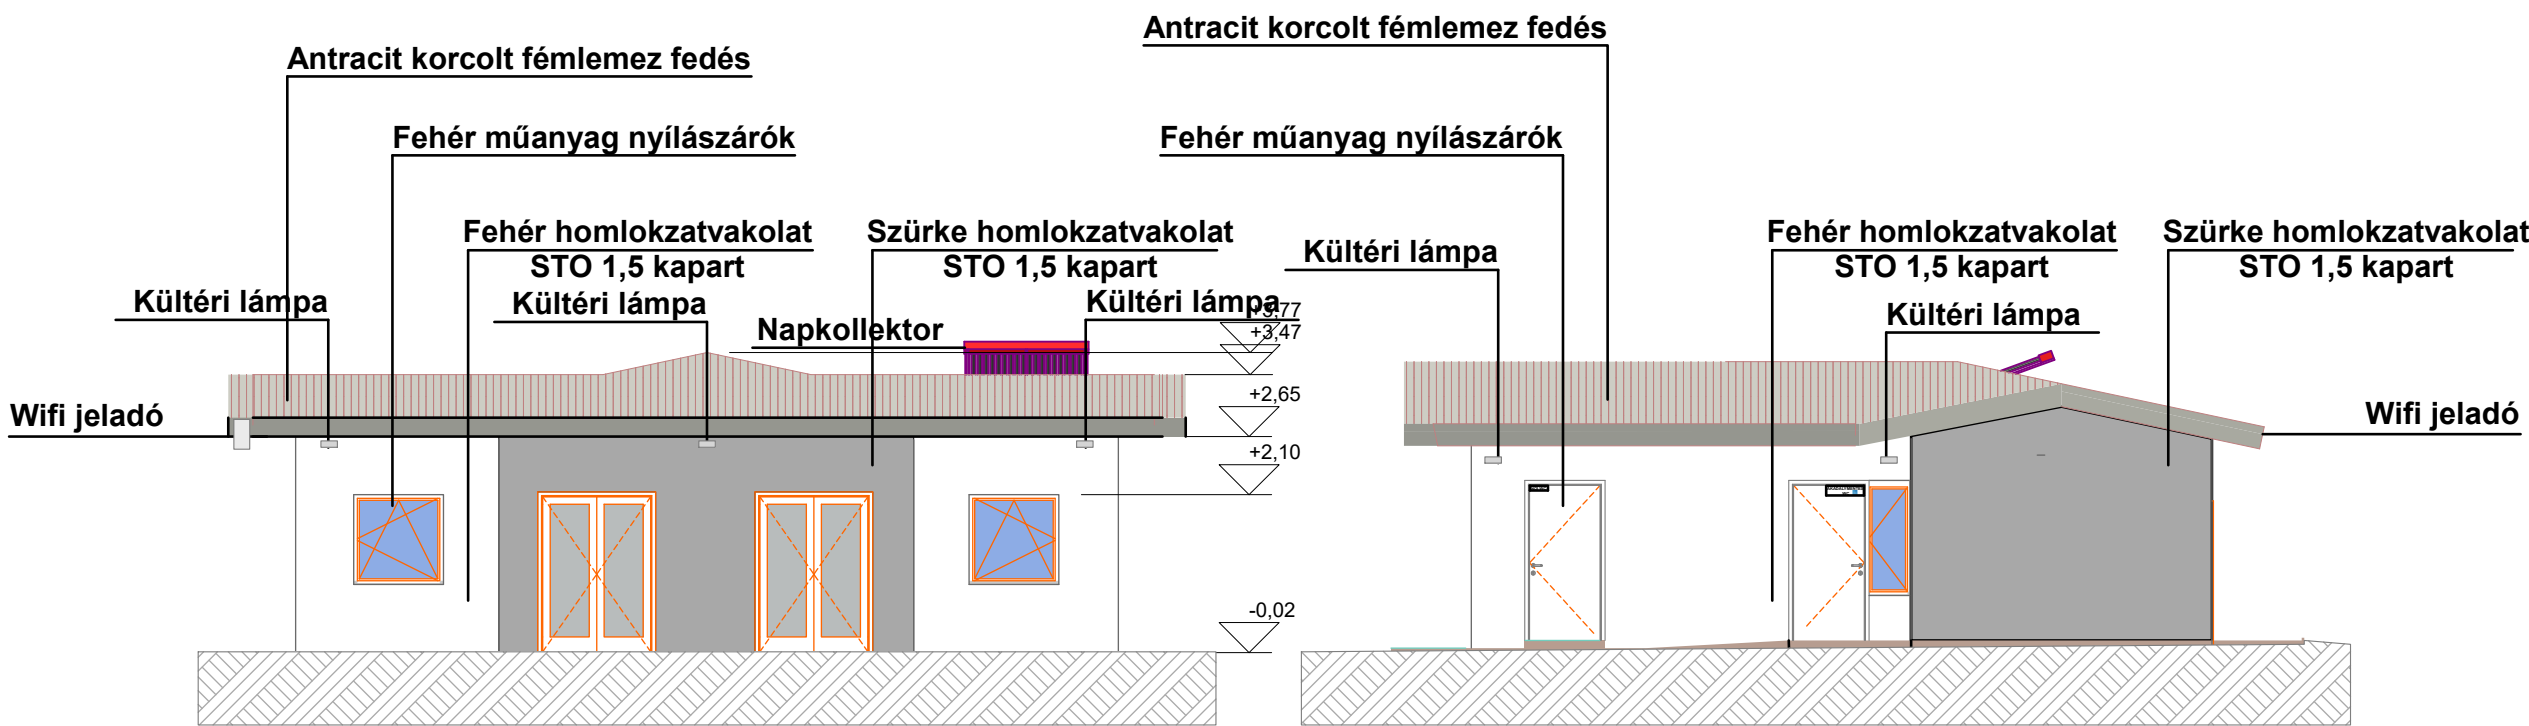 Antracit korcolt fémlemez fedés
Fehér műanyag nyílászárók
Fehér homlokzatvakolat
STO 1,5 kapart
Szürke homlokzatvakolat
STO 1,5 kapart
Kültéri lámpa
Kültéri lámpa
Napkollektor
Kültéri lámpa
Wifi jeladó
+3,77
+3,47
+2,65
+2,10
-0,02
Antracit korcolt fémlemez fedés
Fehér műanyag nyílászárók
Kültéri lámpa
Fehér homlokzatvakolat
STO 1,5 kapart
Szürke homlokzatvakolat
STO 1,5 kapart
Kültéri lámpa
Wifi jeladó